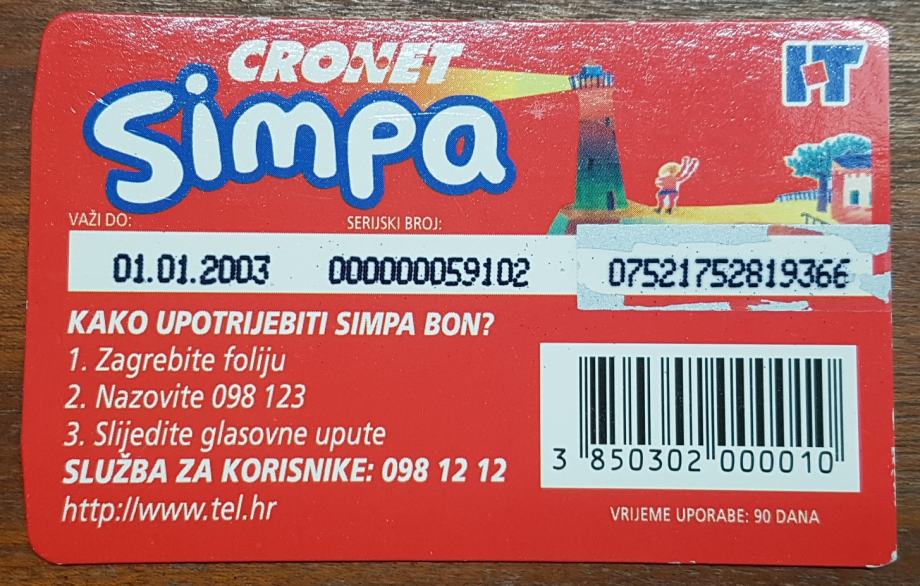 CRONET
Simpa
HT
VAŽI DO:
SERIJSKI BROJ:
01.01.2003 000000059102 07521752819366
KAKO UPOTRIJEBITI SIMPA BON?
1. Zagrebite foliju
2. Nazovite 098 123
3. Slijedite glasovne upute
SLUŽBA ZA KORISNIKE: 098 12 12
http://www.tel.hr
3 850302 000010
VRIJEME UPORABE: 90 DANA